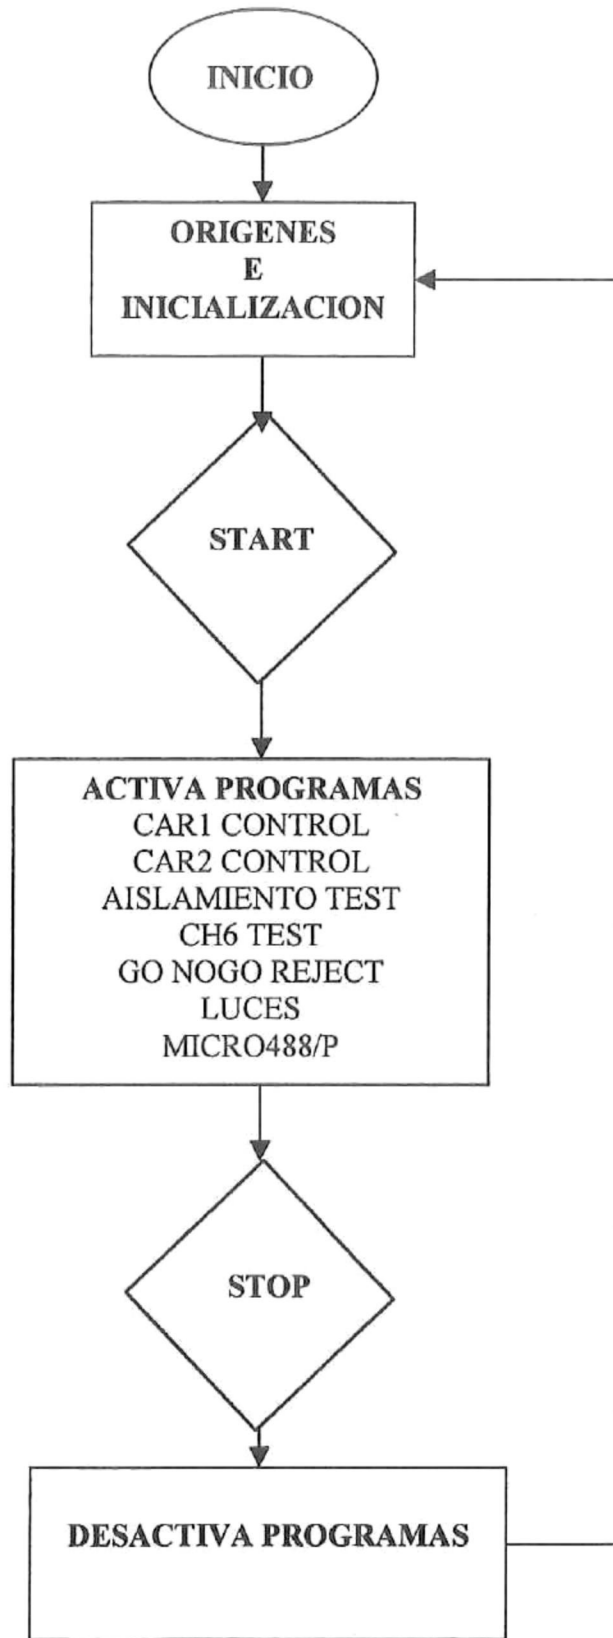 INICIO
ORIGENES
E
INICIALIZACION
START
ACTIVA PROGRAMAS
CAR1 CONTROL
CAR2 CONTROL
AISLAMIENTO TEST
CH6 TEST
GO NOGO REJECT
LUCES
MICRO488/P
STOP
DESACTIVA PROGRAMAS